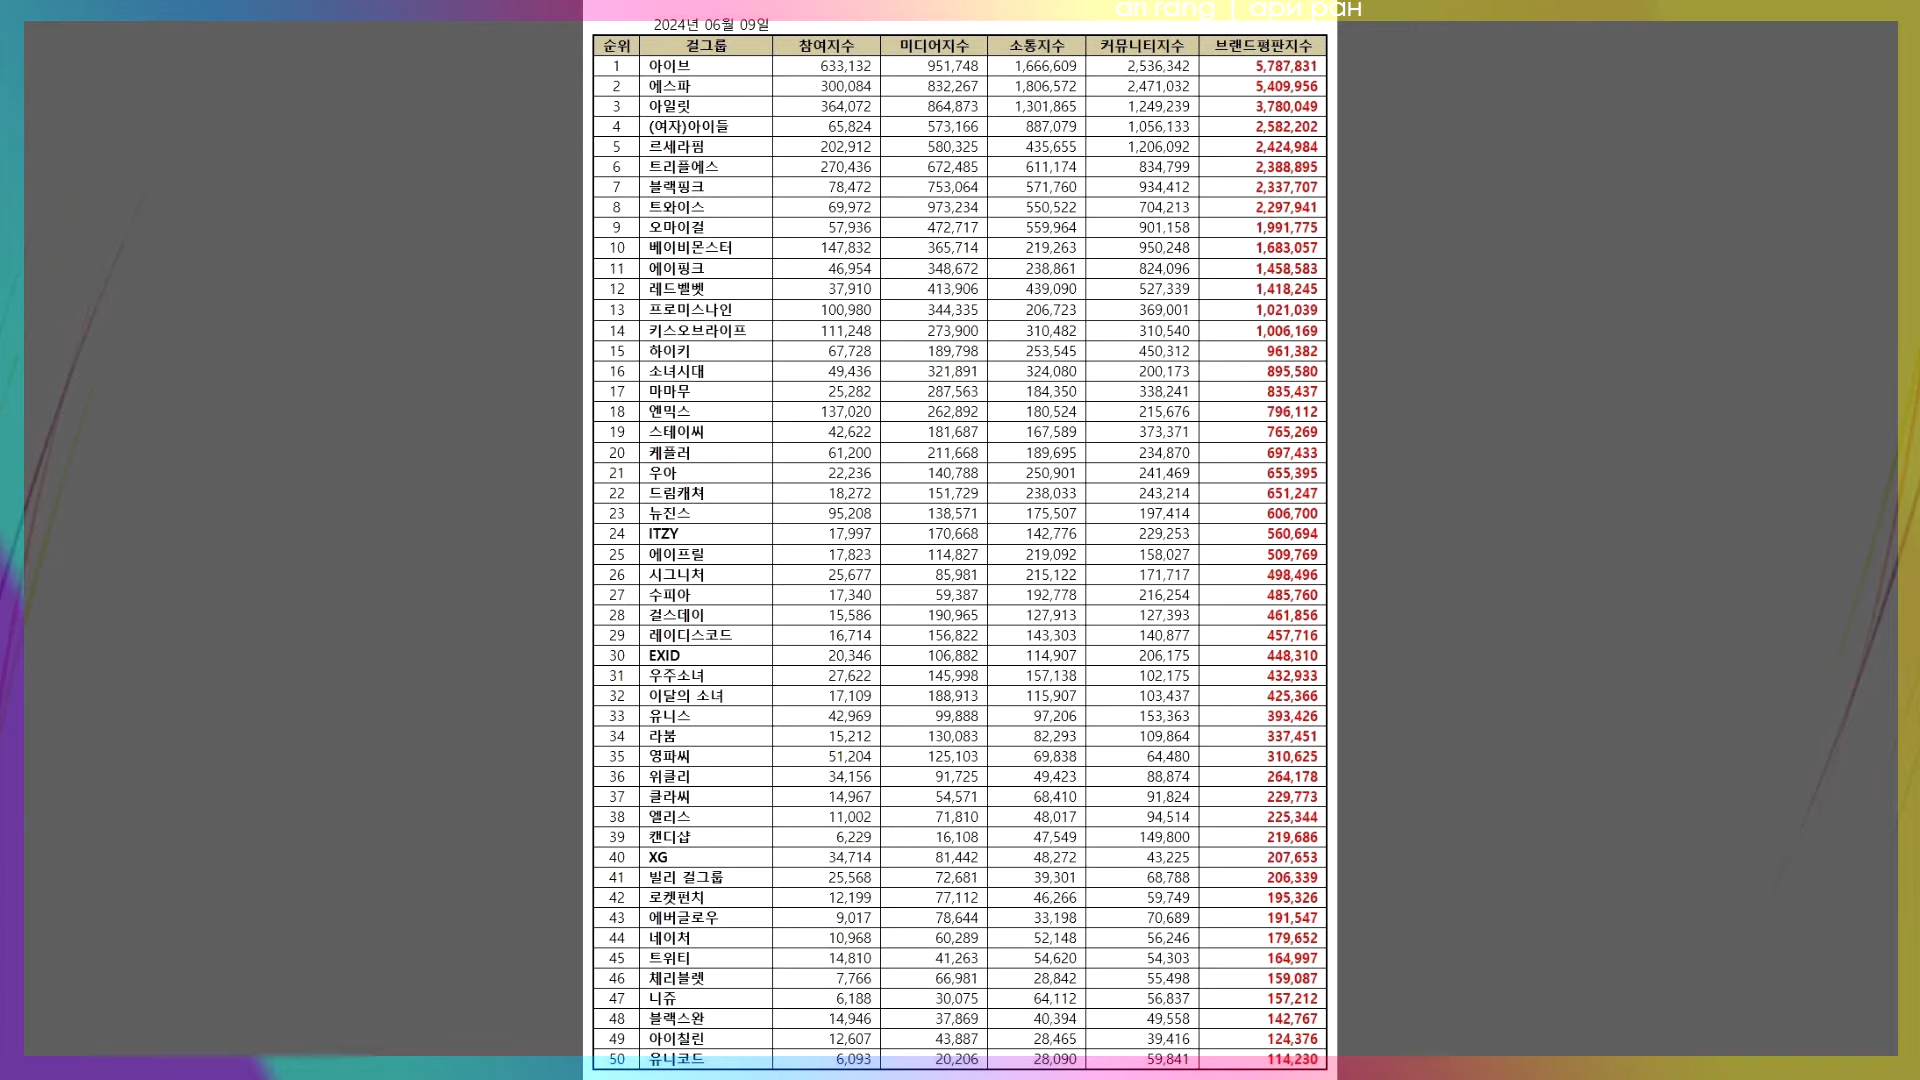 ari rang | ари ран
2024년 06월 09일
순위 걸그룹 참여지수 미디어지수 소통지수 커뮤니티지수 브랜드평판지수
1 아이브 633,132 951,748 1,666,609 2,536,342 5,787,831
2 에스파 300,084 832,267 1,806,572 2,471,032 5,409,956
3 아일릿 364,072 864,873 1,301,865 1,249,239 3,780,049
4 (여자)아이들 65,824 573,166 887,079 1,056,133 2,582,202
5 르세라핌 202,912 580,325 435,655 1,206,092 2,424,984
6 트리플에스 270,436 672,485 611,174 834,799 2,388,895
7 블랙핑크 78,472 753,064 571,760 934,412 2,337,707
8 트와이스 69,972 973,234 550,522 704,213 2,297,941
9 오마이걸 57,936 472,717 559,964 901,158 1,991,775
10 베이비몬스터 147,832 365,714 219,263 950,248 1,683,057
11 에이핑크 46,954 348,672 238,861 824,096 1,458,583
12 레드벨벳 37,910 413,906 439,090 527,339 1,418,245
13 프로미스나인 100,980 344,335 206,723 369,001 1,021,039
14 키스오브라이프 111,248 273,900 310,482 310,540 1,006,169
15 하이키 67,728 189,798 253,545 450,312 961,382
16 소녀시대 49,436 321,891 324,080 200,173 895,580
17 마마무 25,282 287,563 184,350 338,241 835,437
18 엔믹스 137,020 262,892 180,524 215,676 796,112
19 스테이씨 42,622 181,687 167,589 373,371 765,269
20 케플러 61,200 211,668 189,695 234,870 697,433
21 우아 22,236 140,788 250,901 241,469 655,395
22 드림캐쳐 18,272 151,729 238,033 243,214 651,247
23 뉴진스 95,208 138,571 175,507 197,414 606,700
24 ITZY 17,997 170,668 142,776 229,253 560,694
25 에이프릴 17,823 114,827 219,092 158,027 509,769
26 시그니처 25,677 85,981 215,122 171,717 498,496
27 수피아 17,340 59,387 192,778 216,254 485,760
28 걸스데이 15,586 190,965 127,913 127,393 461,856
29 레이디스코드 16,714 156,822 143,303 140,877 457,716
30 EXID 20,346 106,882 114,907 206,175 448,310
31 우주소녀 27,622 145,998 157,138 102,175 432,933
32 이달의 소녀 17,109 188,913 115,907 103,437 425,366
33 유니스 42,969 99,888 97,206 153,363 393,426
34 라붐 15,212 130,083 82,293 109,864 337,451
35 영파씨 51,204 125,103 69,838 64,480 310,625
36 위클리 34,156 91,725 49,423 88,874 264,178
37 클라씨 14,967 54,571 68,410 91,824 229,773
38 엘리스 11,002 71,810 48,017 94,514 225,344
39 캔디샵 6,229 16,108 47,549 149,800 219,686
40 XG 34,714 81,442 48,272 43,225 207,653
41 빌리 걸그룹 25,568 72,681 39,301 68,788 206,339
42 로켓펀치 12,199 77,112 46,266 59,749 195,326
43 에버글로우 9,017 78,644 33,198 70,689 191,547
44 네이처 10,968 60,289 52,148 56,246 179,652
45 트위티 14,810 41,263 54,620 54,303 164,997
46 체리블렛 7,766 66,981 28,842 55,498 159,087
47 니쥬 6,188 30,075 64,112 56,837 157,212
48 블랙스완 14,946 37,869 40,394 49,558 142,767
49 아이칠린 12,607 43,887 28,465 39,416 124,376
50 유니코드 6,093 20,206 28,090 59,841 114,230